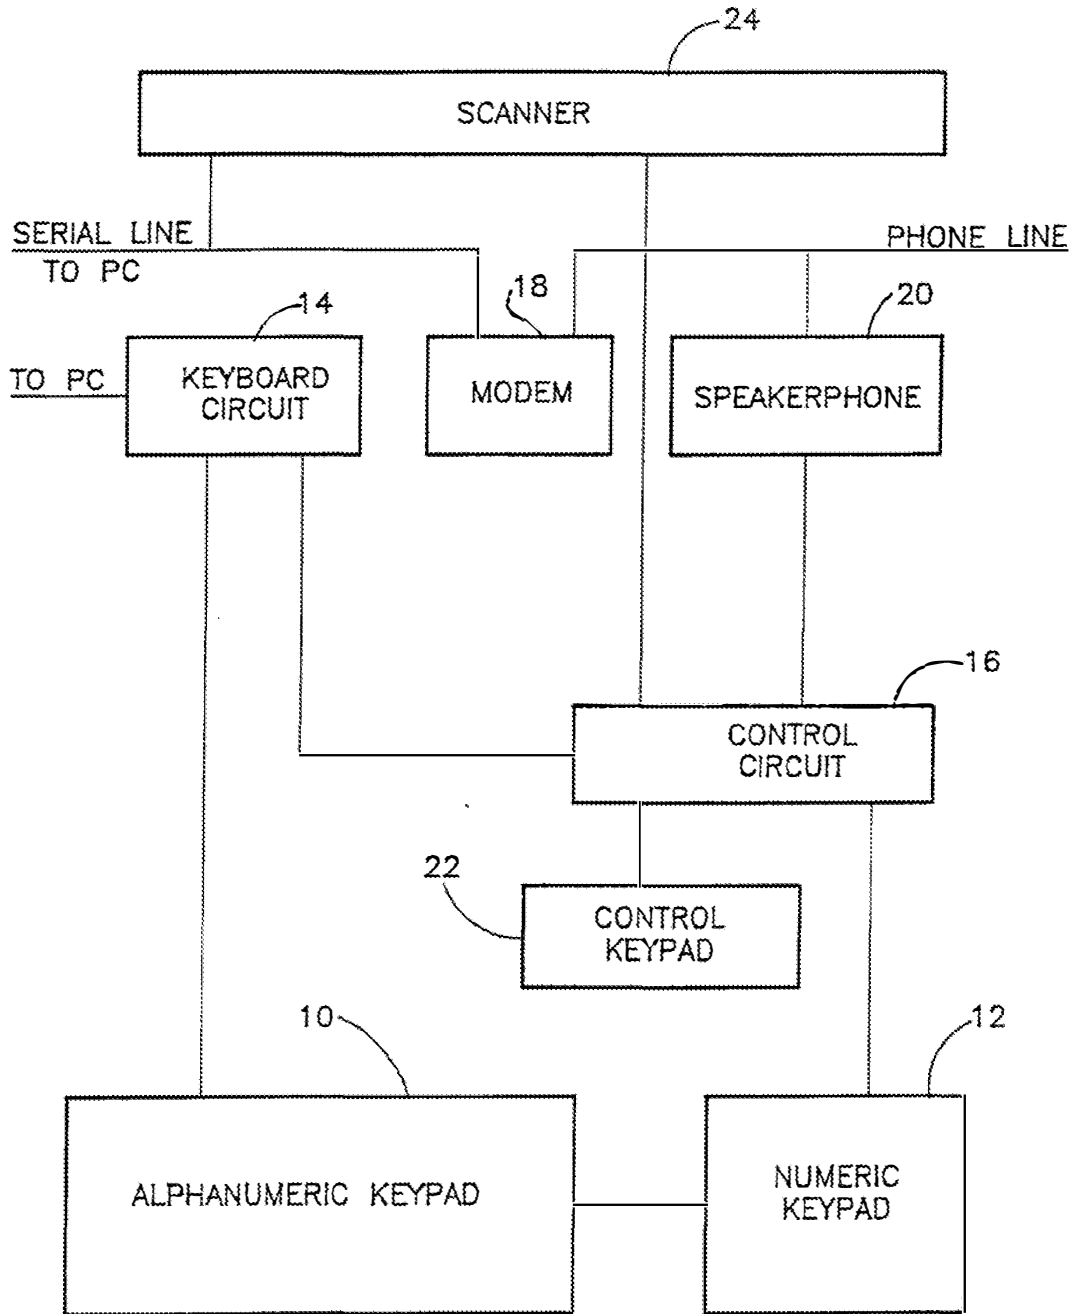 24
SCANNER
SERIAL LINE
TO PC
PHONE LINE
14
18
20
TO PC
KEYBOARD
CIRCUIT
MODEM
SPEAKERPHONE
16
CONTROL
CIRCUIT
22
CONTROL
KEYPAD
10
12
ALPHANUMERIC KEYPAD
NUMERIC
KEYPAD